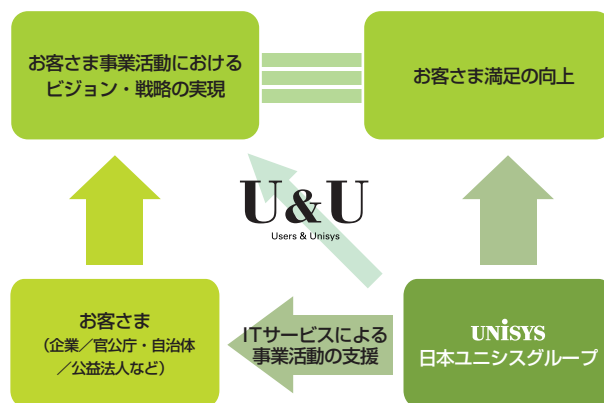 お客さま事業活動における
ビジョン・戦略の実現
お客さま満足の向上
U&U
Users & Unisys
お客さま
（企業／官公庁・自治体
／公益法人など）
ITサービスによる
事業活動の支援
UNiSYS
日本ユニシスグループ